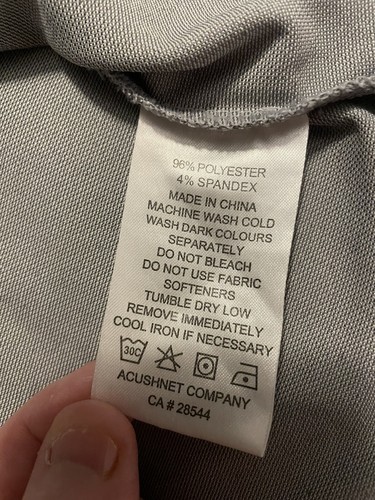 96% POLYESTER
4% SPANDEX
MADE IN CHINA
MACHINE WASH COLD
WASH DARK COLOURS
SEPARATELY
DO NOT BLEACH
DO NOT USE FABRIC
SOFTENERS
TUMBLE DRY LOW
REMOVE IMMEDIATELY
COOL IRON IF NECESSARY
30C
ACUSHNET COMPANY
CA # 28544